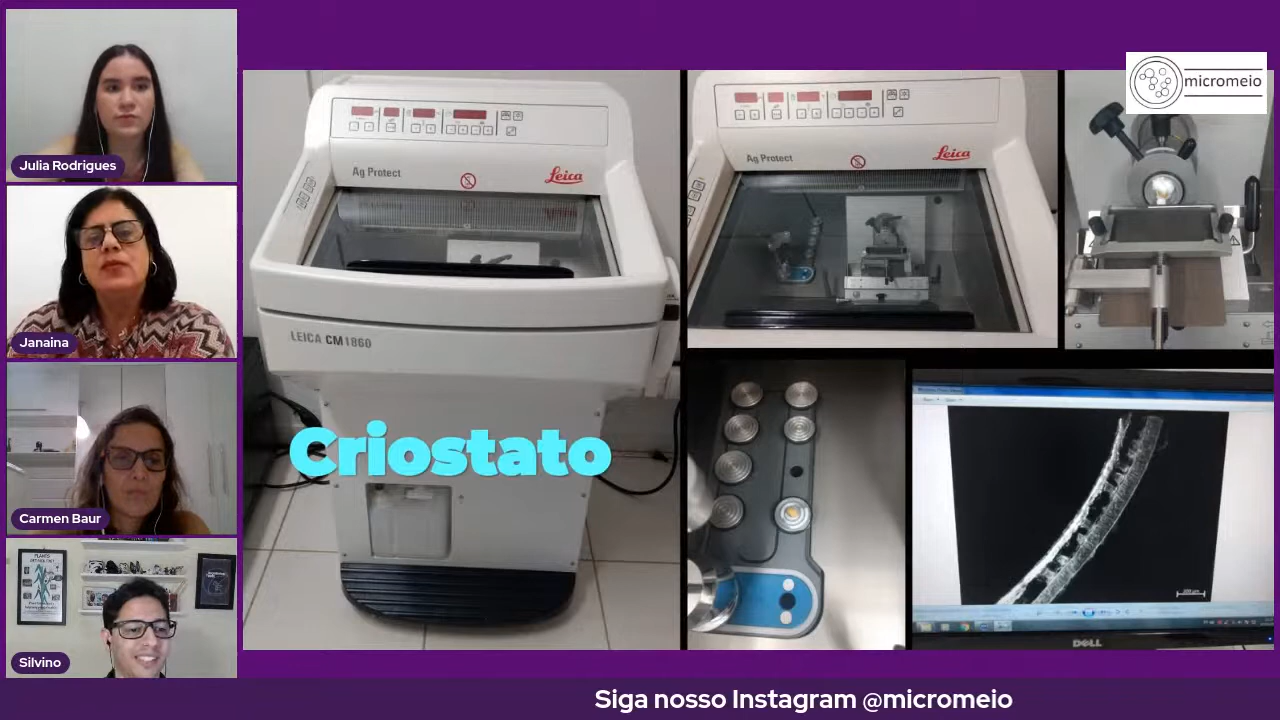 Julia Rodrigues
Janaina
Carmen Baur
PLANTS
Silvino
Ag Protect
Leica
LEICA CM1860
Criostato
Ag Protect
Leica
micromeio
DELL
Siga nosso Instagram @micromeio